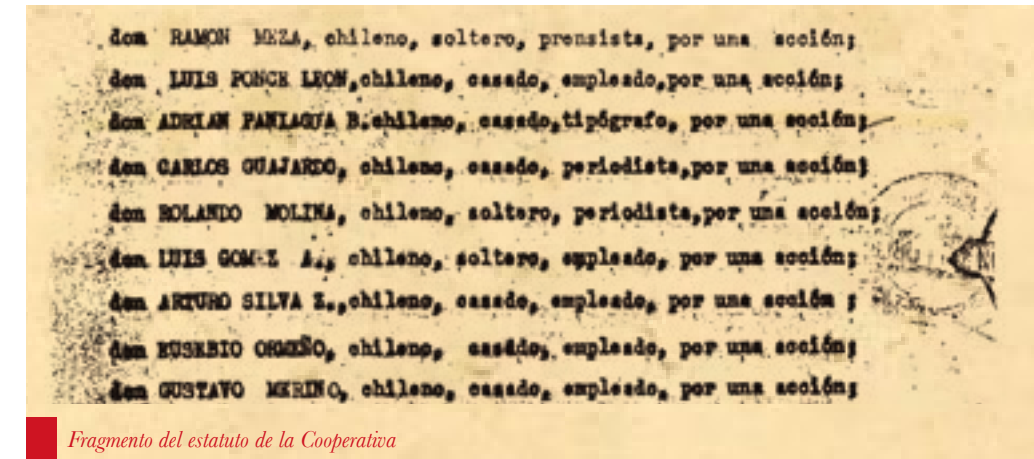 don RAMON MEZA, chileno, soltero, prensista, por una acción;
don LUIS PONCE LEON,chileno, casado, empleado,por una acción;
don ADRIAN PANIAGUA B.chileno, casado,tipógrafo, por una acción;
don CARLOS GUAJARDO, chileno, casado, periodista,por una acción;
don ROLANDO MOLINA, chileno, soltero, periodista,por una acción;
don LUIS GOMEZ A., chileno, soltero, empleado, por una acción;
don ARTURO SILVA Z.,chileno, casado, empleado, por una acción ;
don EUSEBIO ORMEÑO, chileno, casado, empleado, por una acción;
don GUSTAVO MERINO, chileno, casado, empleado, por una acción;
Fragmento del estatuto de la Cooperativa